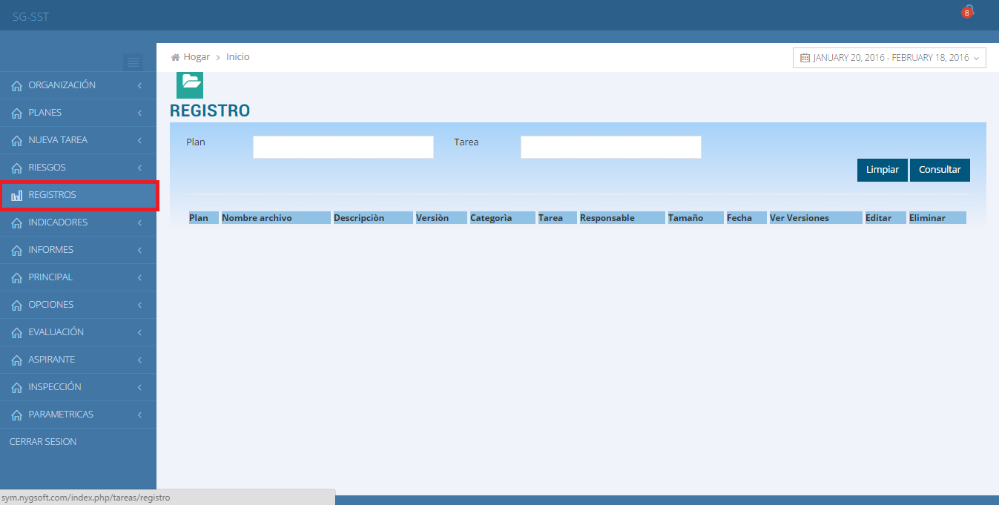 SG-SST
8
Hogar > Inicio
JANUARY 20, 2016 - FEBRUARY 18, 2016
ORGANIZACIÓN
PLANES
NUEVA TAREA
RIESGOS
REGISTROS
INDICADORES
INFORMES
PRINCIPAL
OPCIONES
EVALUACIÓN
ASPIRANTE
INSPECCIÓN
PARAMETRICAS
CERRAR SESION
REGISTRO
Plan Tarea
Limpiar Consultar
Plan Nombre archivo Descripciòn Versiòn Categorìa Tarea Responsable Tamaño Fecha Ver Versiones Editar Eliminar
sym.nygsoft.com/index.php/tareas/registro